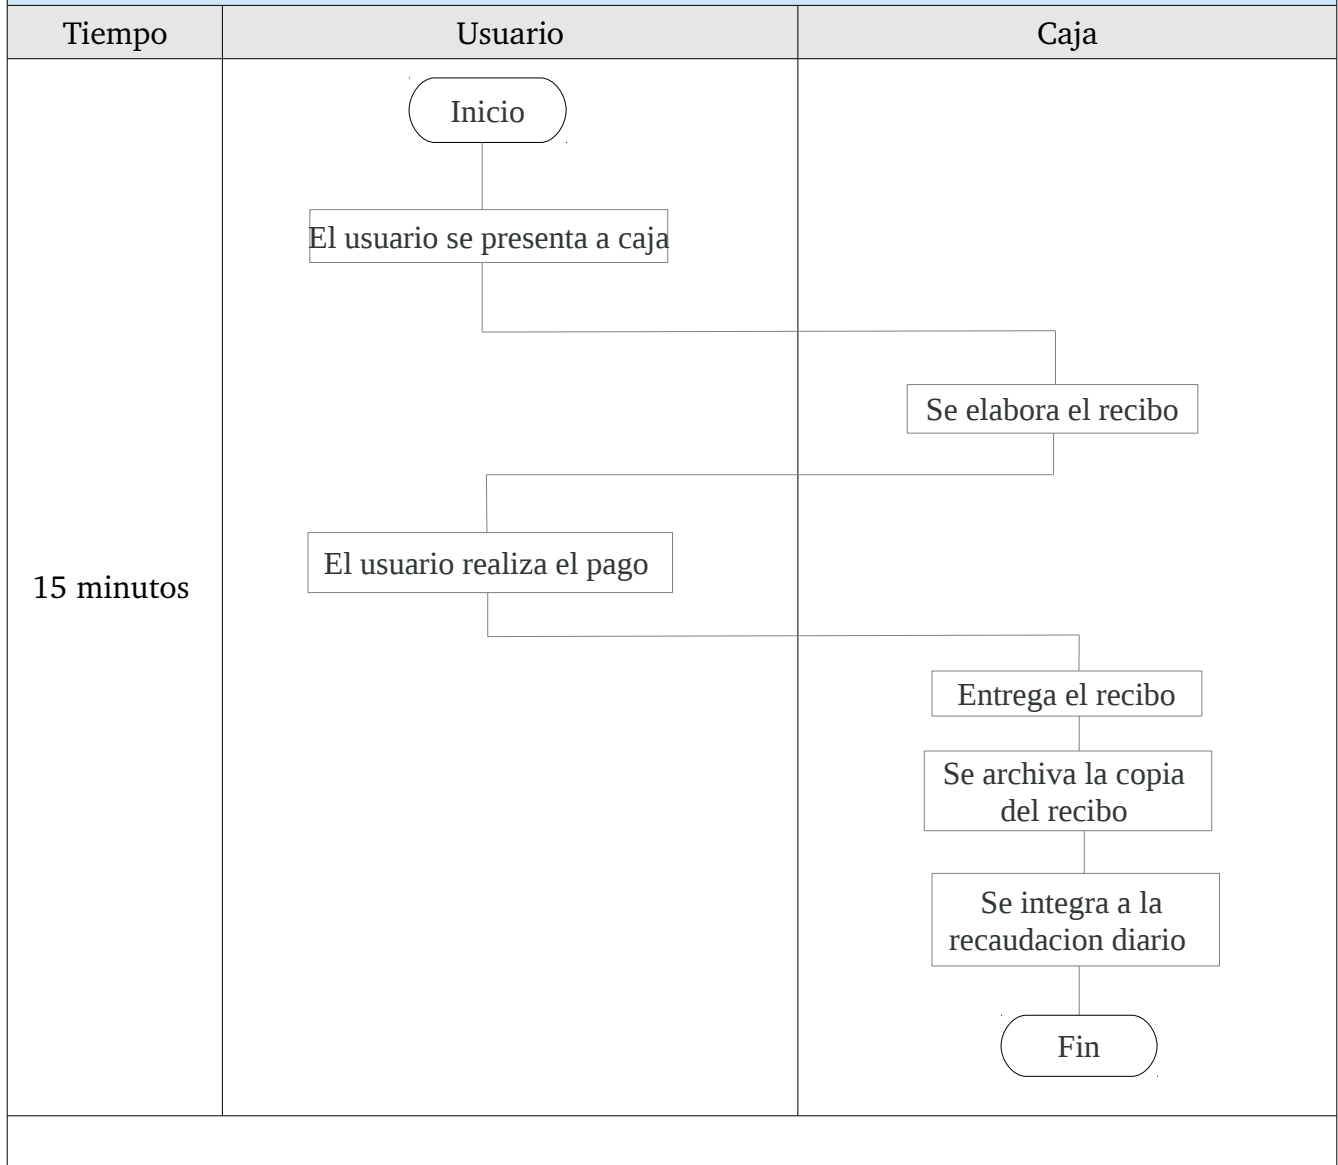 Tiempo
Usuario
Caja
Inicio
El usuario se presenta a caja
Se elabora el recibo
El usuario realiza el pago
15 minutos
Entrega el recibo
Se archiva la copia
del recibo
Se integra a la
recaudacion diario
Fin